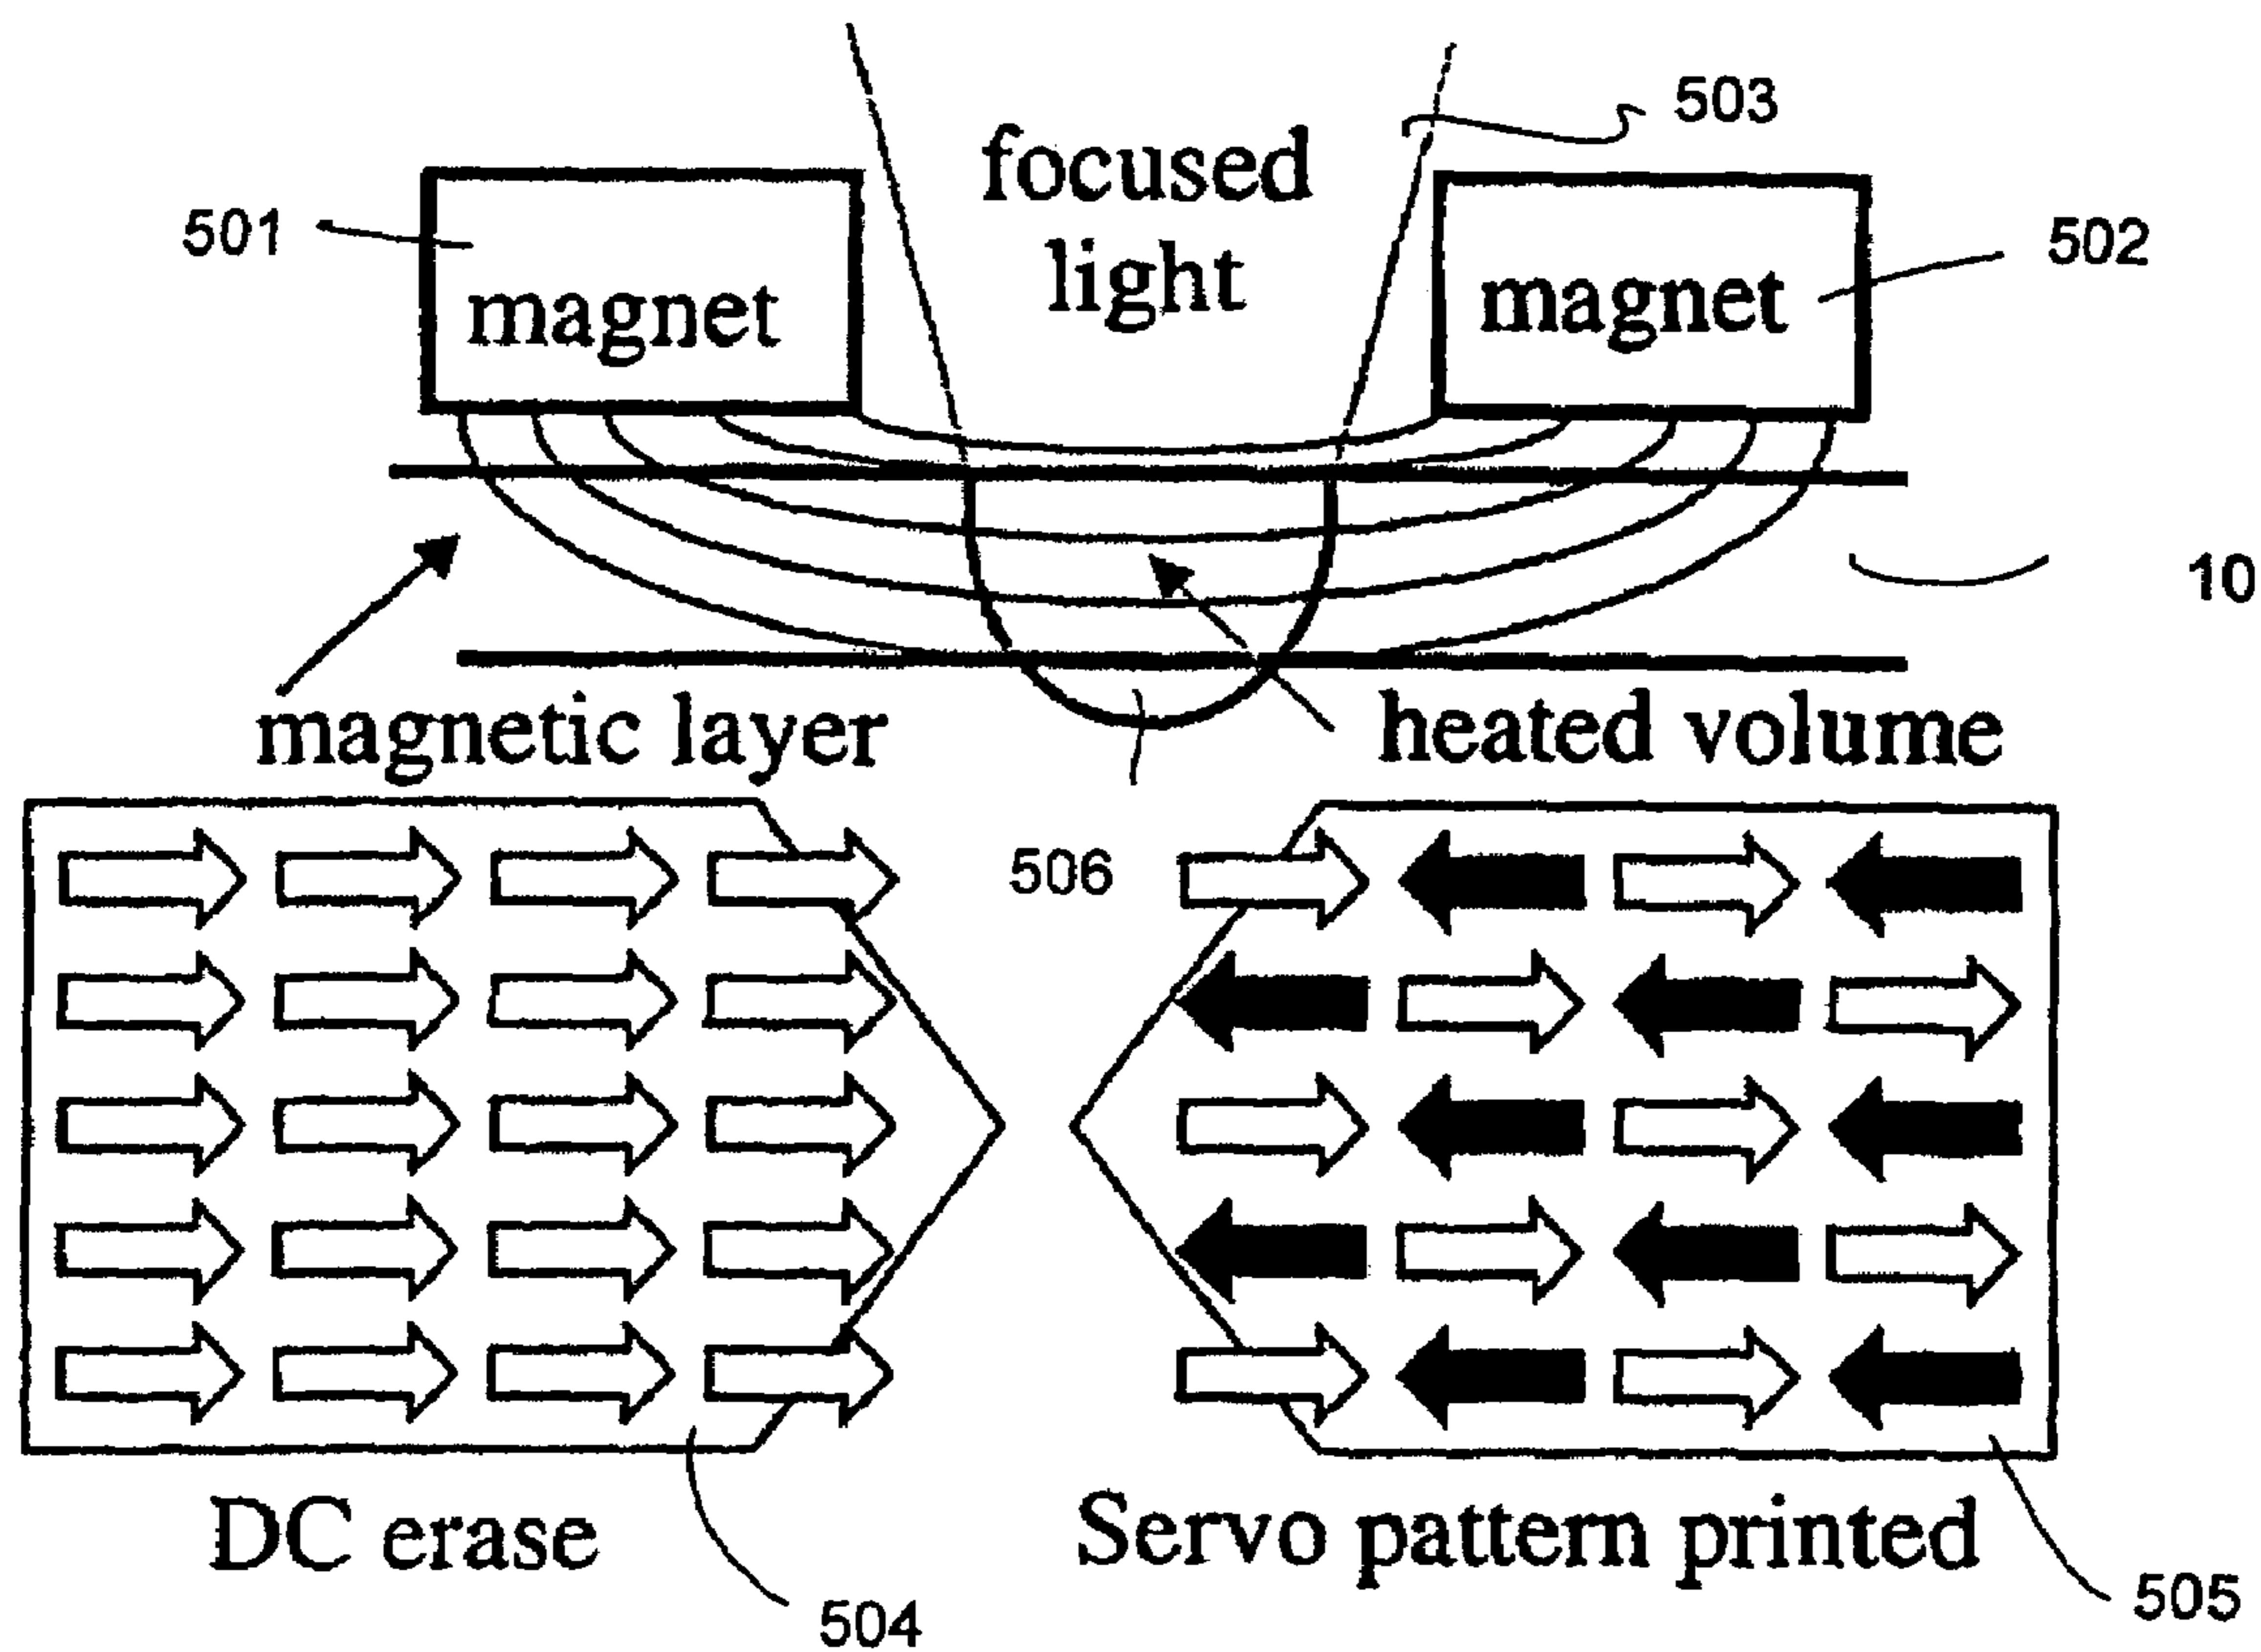 503
focused
light
501
502
magnet
magnet
10
magnetic layer
heated volume
506
DC erase
Servo pattern printed
504
505